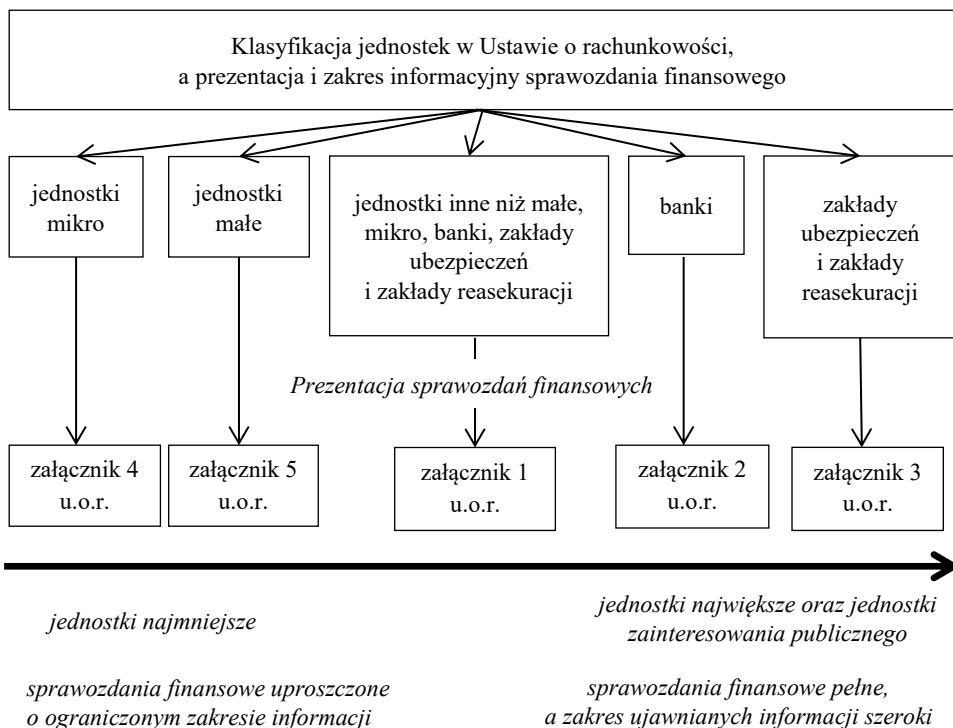 Klasyfikacja jednostek w Ustawie o rachunkowości,
a prezentacja i zakres informacyjny sprawozdania finansowego
jednostki
mikro
jednostki
małe
jednostki inne niż małe,
mikro, banki, zakłady
ubezpieczeń
i zakłady reasekuracji
banki
zakłady
ubezpieczeń
i zakłady
reasekuracji
Prezentacja sprawozdań finansowych
załącznik 4
u.o.r.
załącznik 5
u.o.r.
załącznik 1
u.o.r.
załącznik 2
u.o.r.
załącznik 3
u.o.r.
jednostki najmniejsze
jednostki największe oraz jednostki
zainteresowania publicznego
sprawozdania finansowe uproszczone
o ograniczonym zakresie informacji
sprawozdania finansowe pełne,
a zakres ujawnianych informacji szeroki